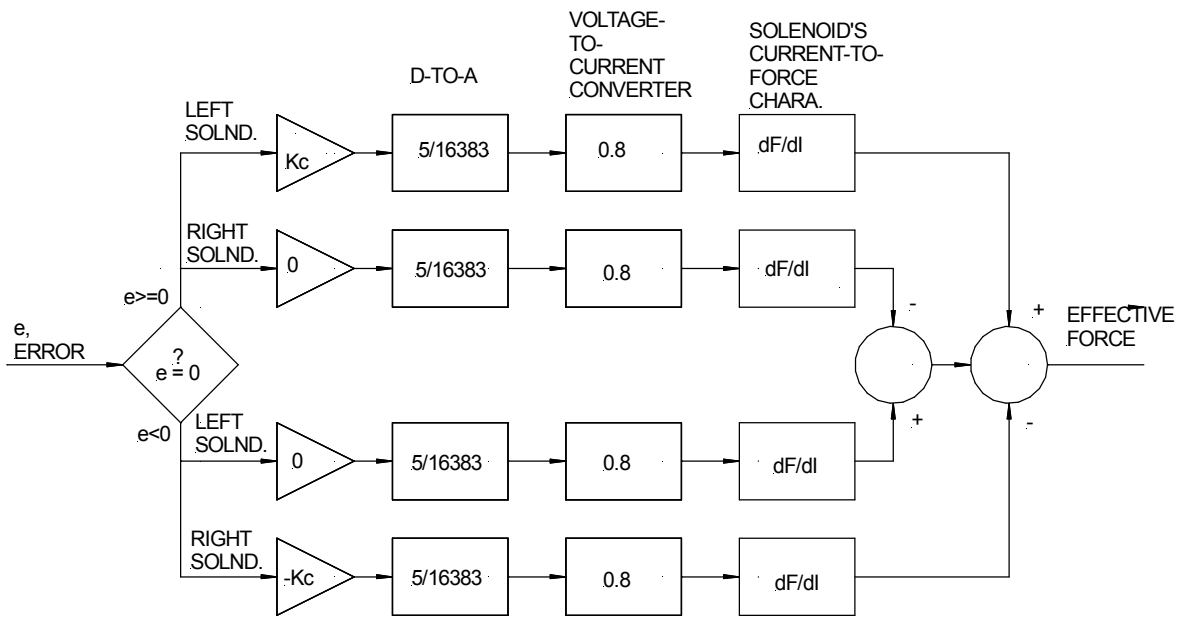 VOLTAGE-
TO-
CURRENT
CONVERTER
SOLENOID'S
CURRENT-TO-
FORCE
CHARA.
D-TO-A
LEFT
SOLND.
Kc
5/16383
0.8
dF/dI
RIGHT
SOLND.
0
5/16383
0.8
dF/dI
e>=0
-
+
EFFECTIVE
FORCE
e,
ERROR
?
e = 0
e<0
LEFT
SOLND.
+
-
0
5/16383
0.8
dF/dI
RIGHT
SOLND.
-Kc
5/16383
0.8
dF/dI